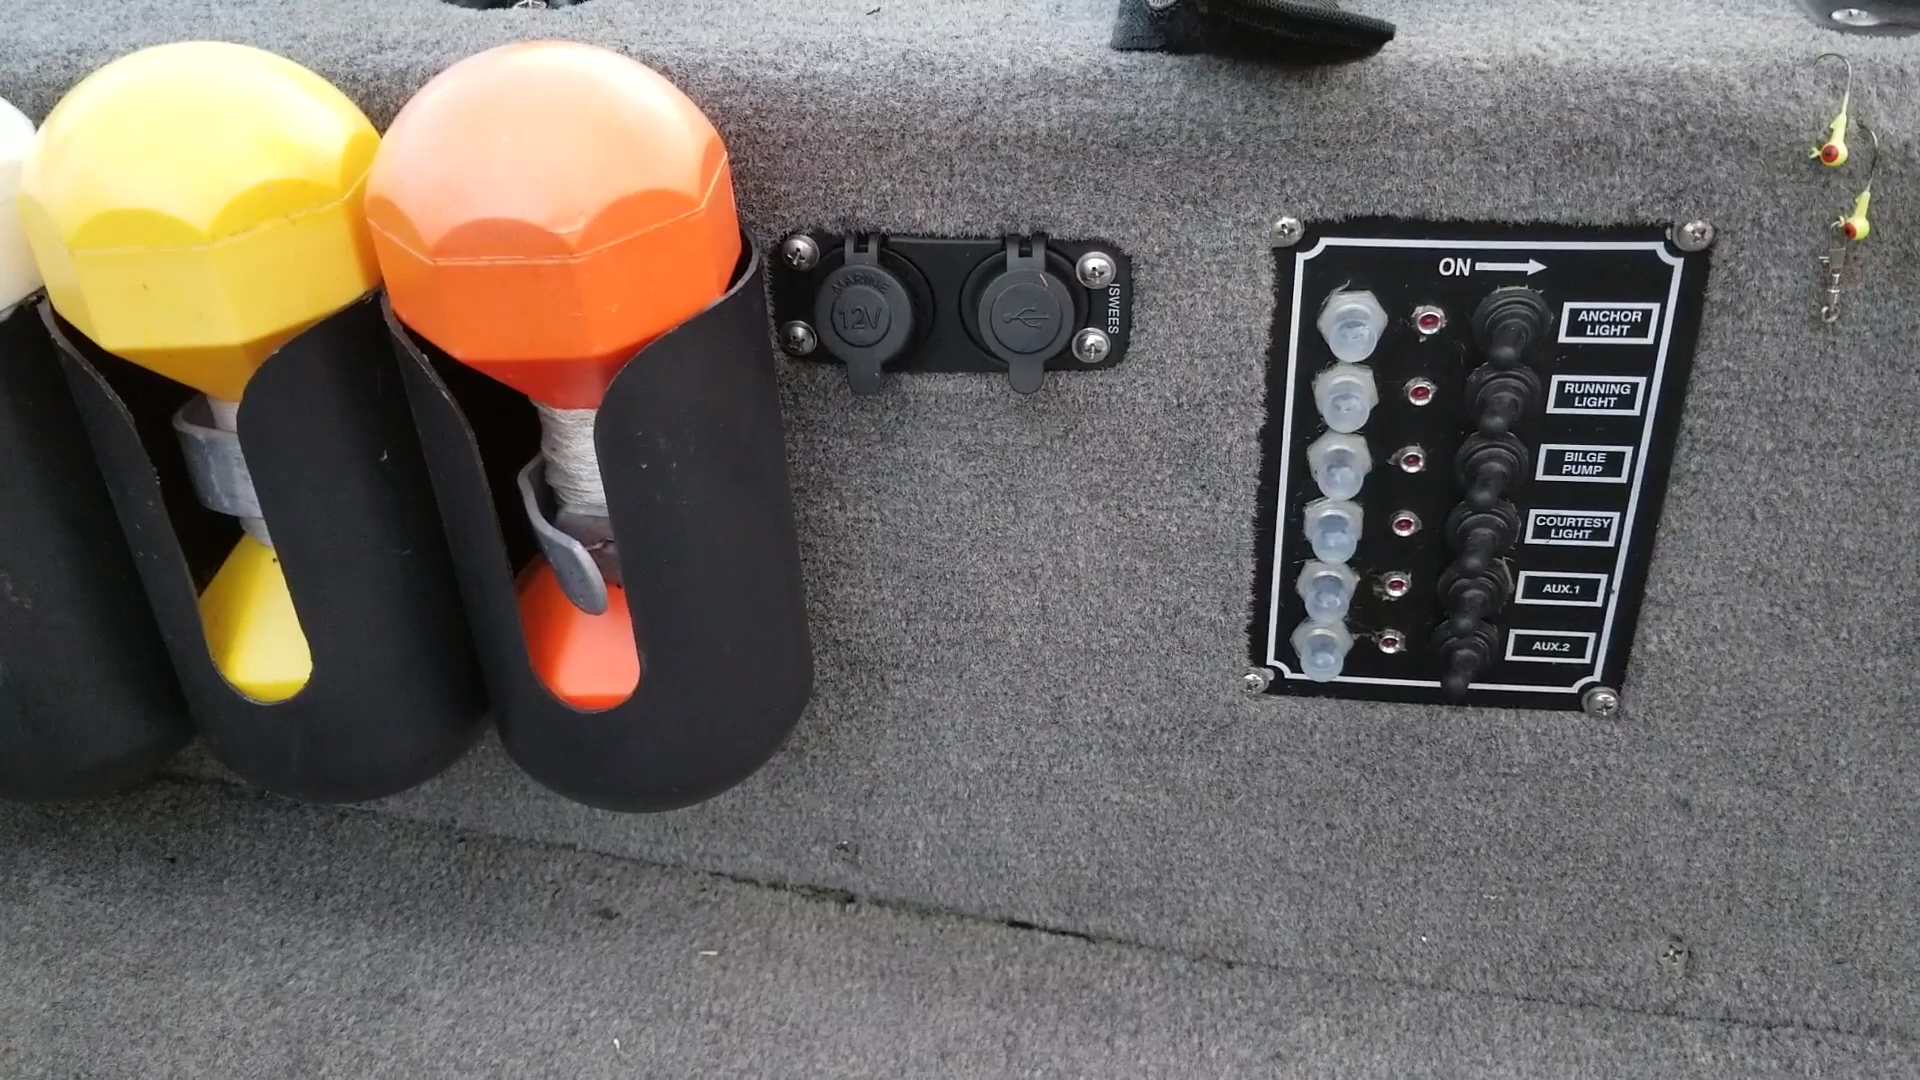 MARINE
12V
ISWEES
ON
ANCHOR
LIGHT
RUNNING
LIGHT
BILGE
PUMP
COURTESY
LIGHT
AUX.1
AUX.2